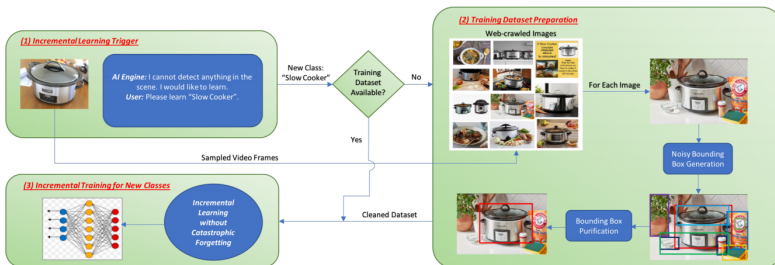 (1) Incremental Learning Trigger
AI Engine: I cannot detect anything in the
scene. I would like to learn.
User: Please learn “Slow Cooker”.
New Class:
“Slow Cooker”
Training
Dataset
Available?
No
Yes
Sampled Video Frames
(2) Training Dataset Preparation
Web-crawled Images
For Each Image
Noisy Bounding
Box Generation
Bounding Box
Purification
Cleaned Dataset
(3) Incremental Training for New Classes
Incremental
Learning
without
Catastrophic
Forgetting